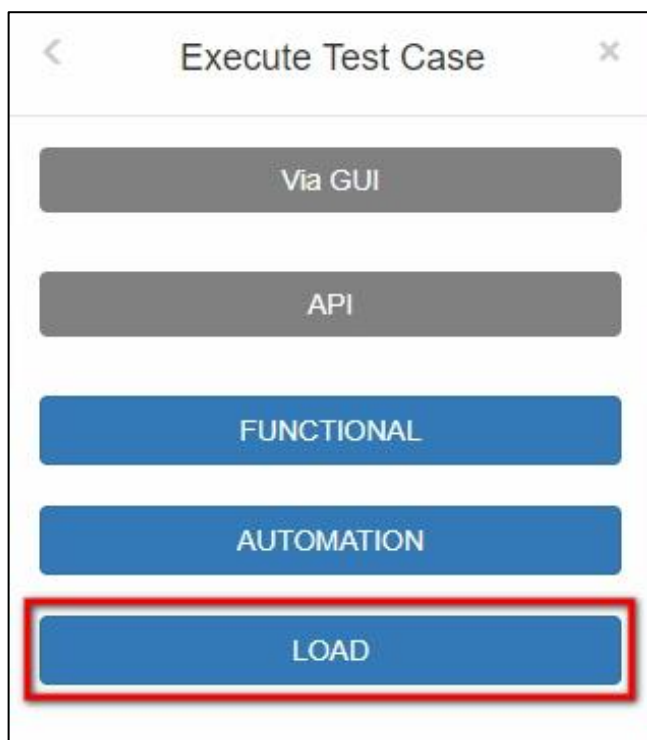 Execute Test Case
Via GUI
API
FUNCTIONAL
AUTOMATION
LOAD